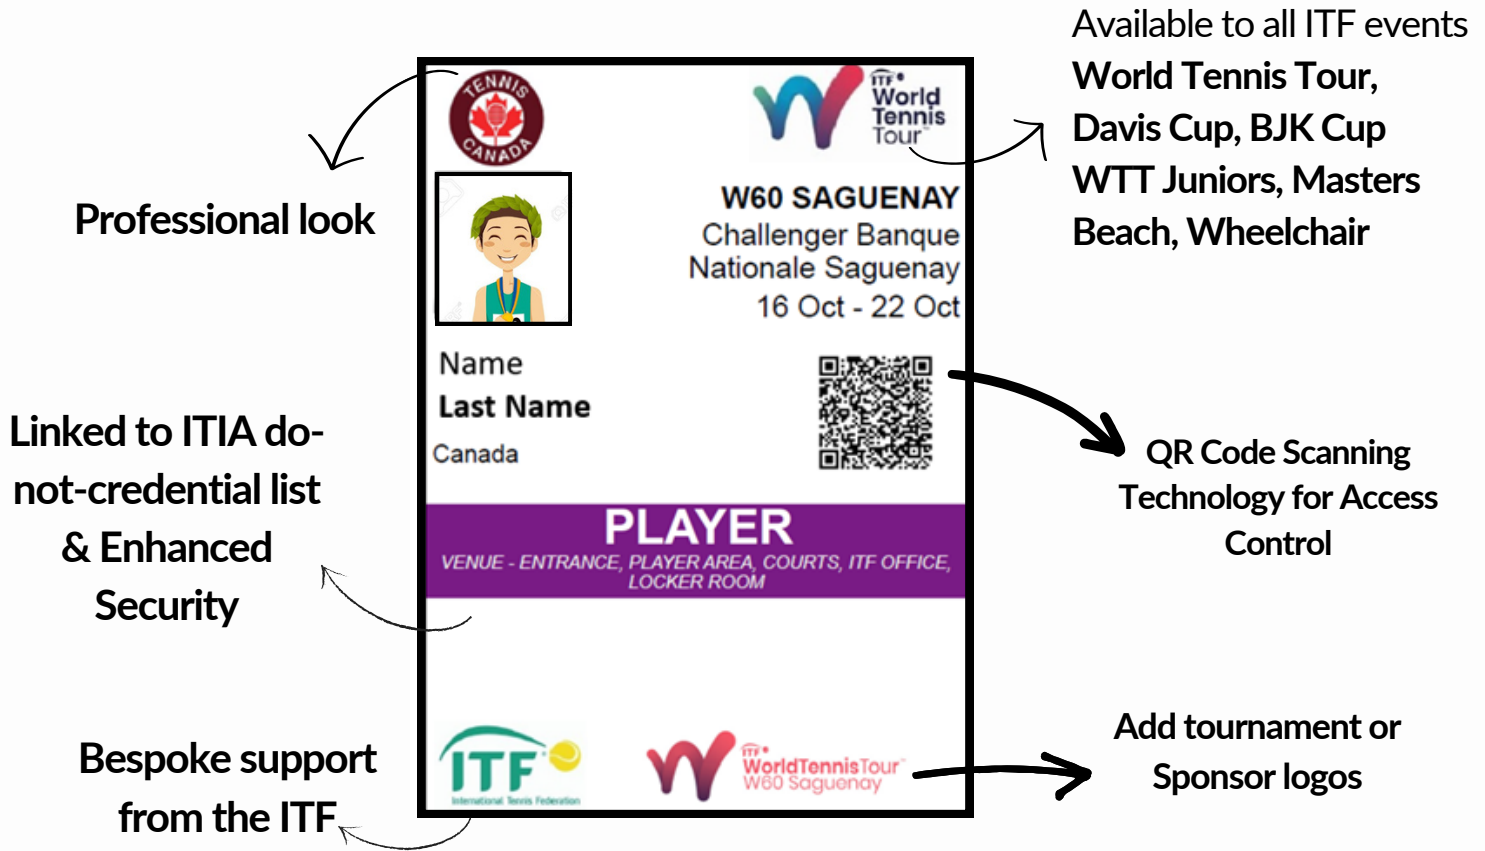 Available to all ITF events
World Tennis Tour,
Davis Cup, BJK Cup
WTT Juniors, Masters
Beach, Wheelchair
Professional look
Linked to ITIA do-
not-credential list
& Enhanced
Security
Bespoke support
from the ITF
TENNIS
CANADA
ITF®
World
Tennis
Tour™
W60 SAGUENAY
Challenger Banque
Nationale Saguenay
16 Oct - 22 Oct
Name
Last Name
Canada
PLAYER
VENUE - ENTRANCE, PLAYER AREA, COURTS, ITF OFFICE,
LOCKER ROOM
ITF
International Tennis Federation
ITF®
WorldTennisTour™
W60 Saguenay
QR Code Scanning
Technology for Access
Control
Add tournament or
Sponsor logos